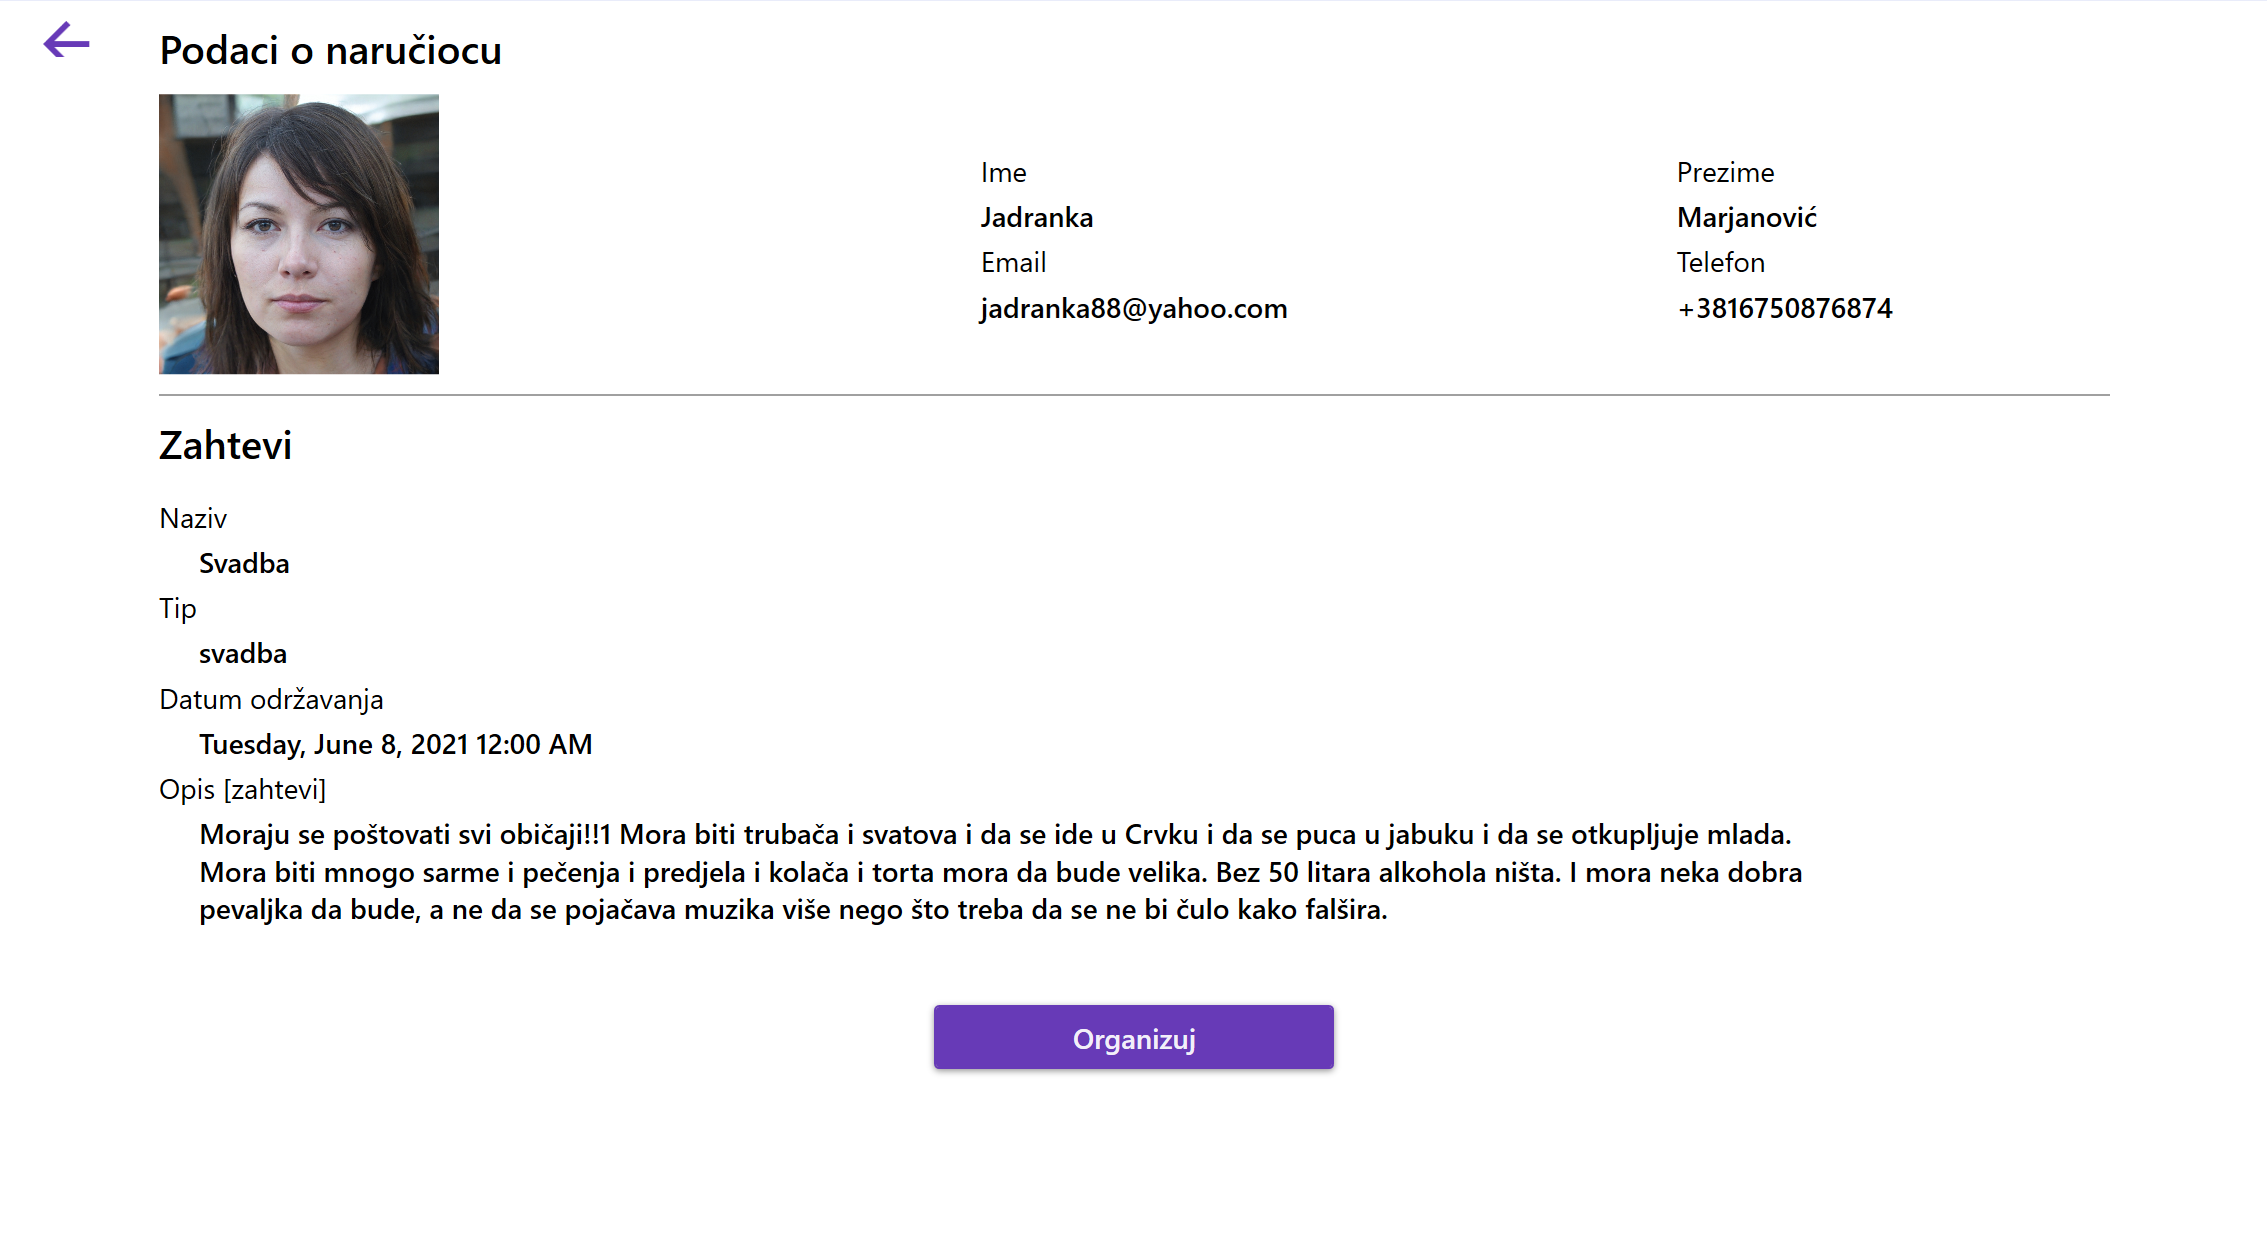 Podaci o naručiocu
Ime
Jadranka
Prezime
Marjanović
Email
jadranka88@yahoo.com
Telefon
+3816750876874
Zahtevi
Naziv
Svadba
Tip
svadba
Datum održavanja
Tuesday, June 8, 2021 12:00 AM
Opis [zahtevi]
Moraju se poštovati svi običaji!!1 Mora biti trubača i svatova i da se ide u Crvku i da se puca u jabuku i da se otkupljuje mlada.
Mora biti mnogo sarme i pečenja i predjela i kolača i torta mora da bude velika. Bez 50 litara alkohola ništa. I mora neka dobra
pevaljka da bude, a ne da se pojačava muzika više nego što treba da se ne bi čulo kako falšira.
Organizuj